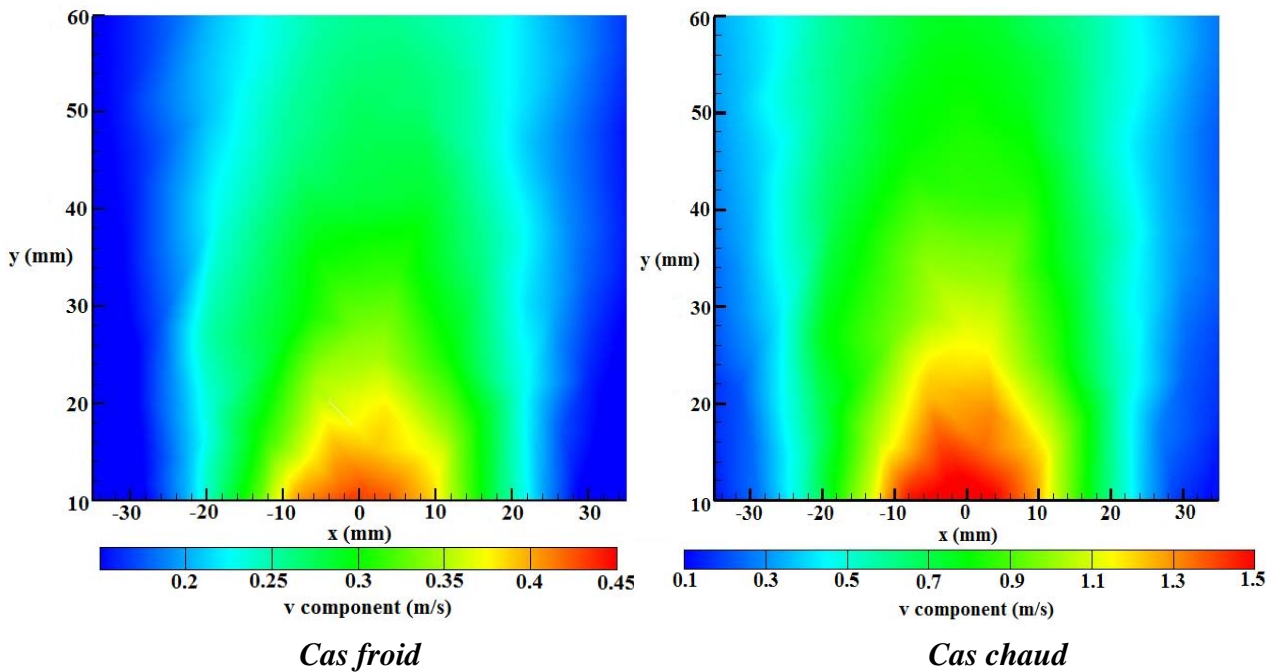 60
50
40
y (mm)
30
20
10
-30 -20 -10 0 10 20 30
x (mm)
0.2 0.25 0.3 0.35 0.4 0.45
v component (m/s)
Cas froid
60
50
40
y (mm)
30
20
10
-30 -20 -10 0 10 20 30
x (mm)
0.1 0.3 0.5 0.7 0.9 1.1 1.3 1.5
v component (m/s)
Cas chaud